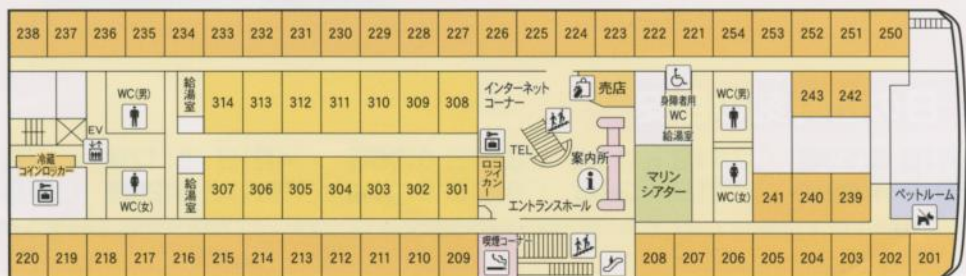 238 237 236 235 234 233 232 231 230 229 228 227 226 225 224 223 222 221 254 253 252 251 250
WC(男)
給湯室
314 313 312 311 310 309 308
インターネット
コーナー
売店
身障者用
WC
給湯室
WC(男)
243 242
EV
TEL
案内所
冷蔵
コインロッカー
WC(女)
給湯室
307 306 305 304 303 302 301
コインロッカー
エントランスホール
マリン
シアター
WC(女)
241 240 239
ペットルーム
喫煙コーナー
220 219 218 217 216 215 214 213 212 211 210 209
208 207 206 205 204 203 202 201